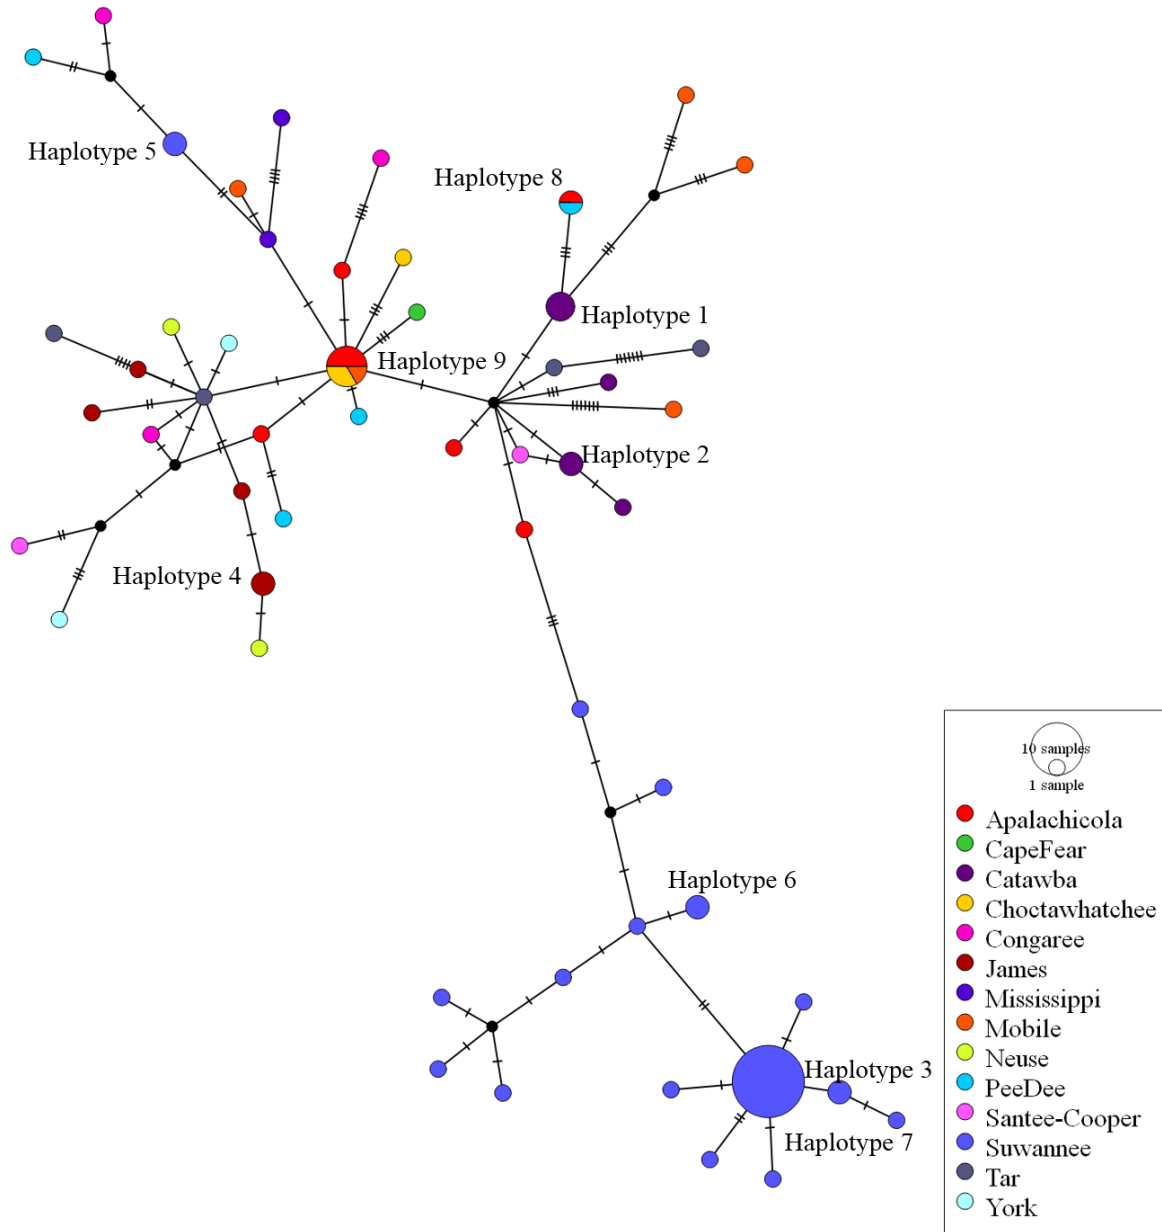 Haplotype 5
Haplotype 8
Haplotype 1
Haplotype 9
Haplotype 2
Haplotype 4
10 samples
1 sample
Apalachicola
CapeFear
Catawba
Haplotype 6
Choctawhatchee
Congaree
James
Mississippi
Mobile
Neuse
Haplotype 3
PeeDee
Santee-Cooper
Haplotype 7
Suwannee
Tar
York